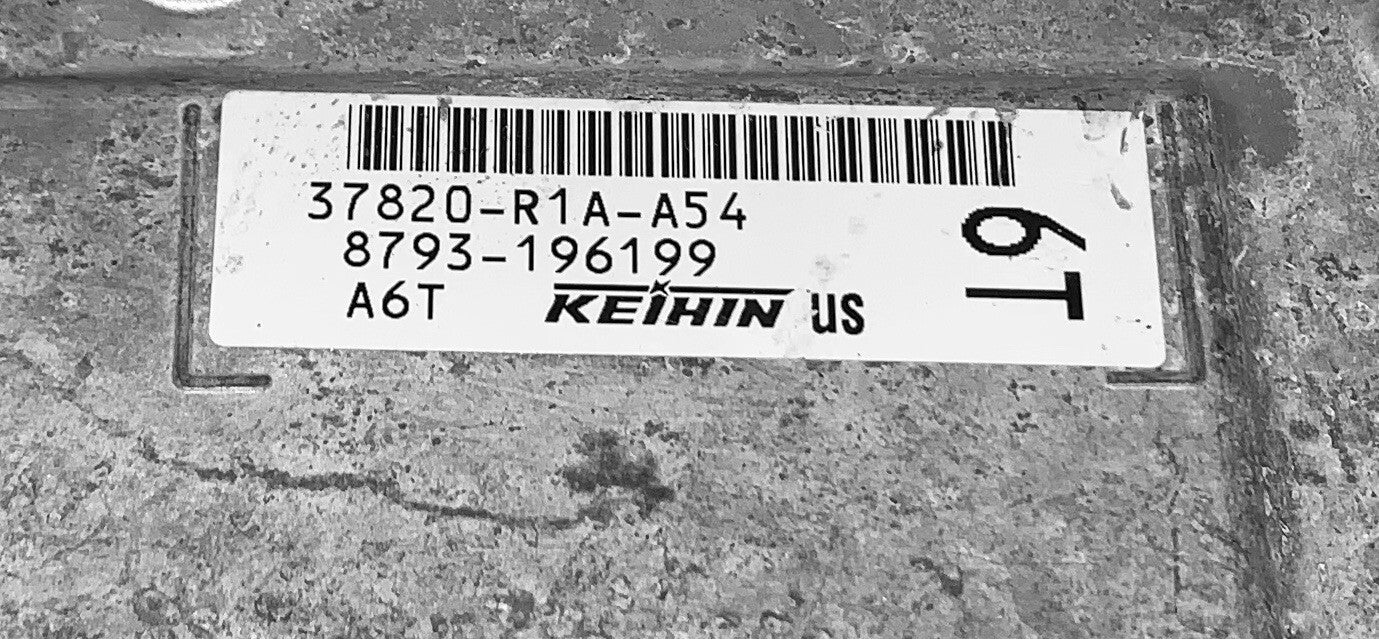 37820-R1A-A54
8793-196199
A6T KEIHIN US
6T